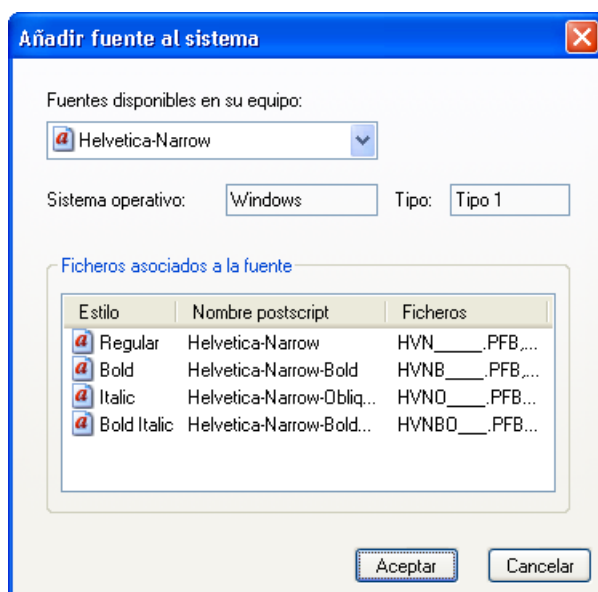 Añadir fuente al sistema
Fuentes disponibles en su equipo:
Helvetica-Narrow
Sistema operativo: Windows Tipo: Tipo 1
Ficheros asociados a la fuente
Estilo Nombre postscript Ficheros
Regular Helvetica-Narrow HVN_____.PFB,...
Bold Helvetica-Narrow-Bold HVNB____.PFB,...
Italic Helvetica-Narrow-Obliq... HVNO____.PFB...
Bold Italic Helvetica-Narrow-Bold... HVNBO___.PFB...
Aceptar Cancelar